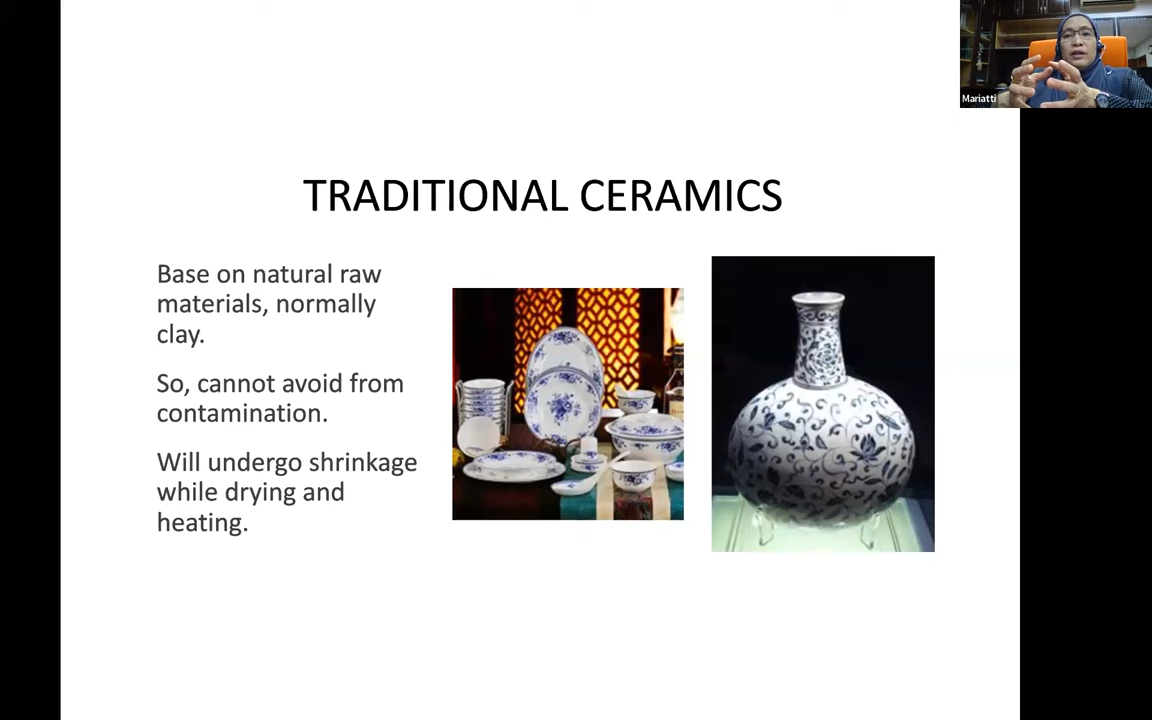 Mariatti
TRADITIONAL CERAMICS
Base on natural raw
materials, normally
clay.
So, cannot avoid from
contamination.
Will undergo shrinkage
while drying and
heating.